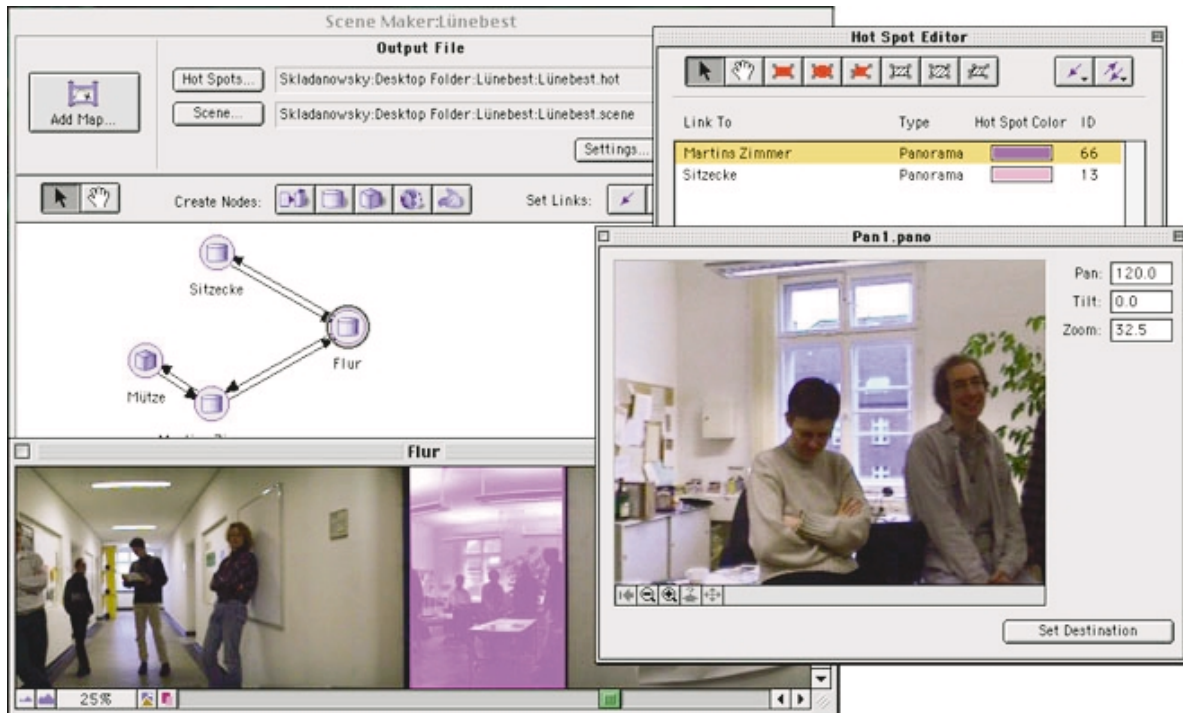 Scene Maker:Lünebest
Output File
Add Map...
Hot Spots...
Skladanowsky:Desktop Folder:Lünebest:Lünebest.hot
Scene...
Skladanowsky:Desktop Folder:Lünebest:Lünebest.scene
Settings...
Create Nodes:
Set Links:
Sitzecke
Flur
Mütze
Hot Spot Editor
Link To Type Hot Spot Color ID
Martins Zimmer Panorama 66
Sitzecke Panorama 13
Pan1.pano
Pan: 120.0
Tilt: 0.0
Zoom: 32.5
Set Destination
Flur
25%